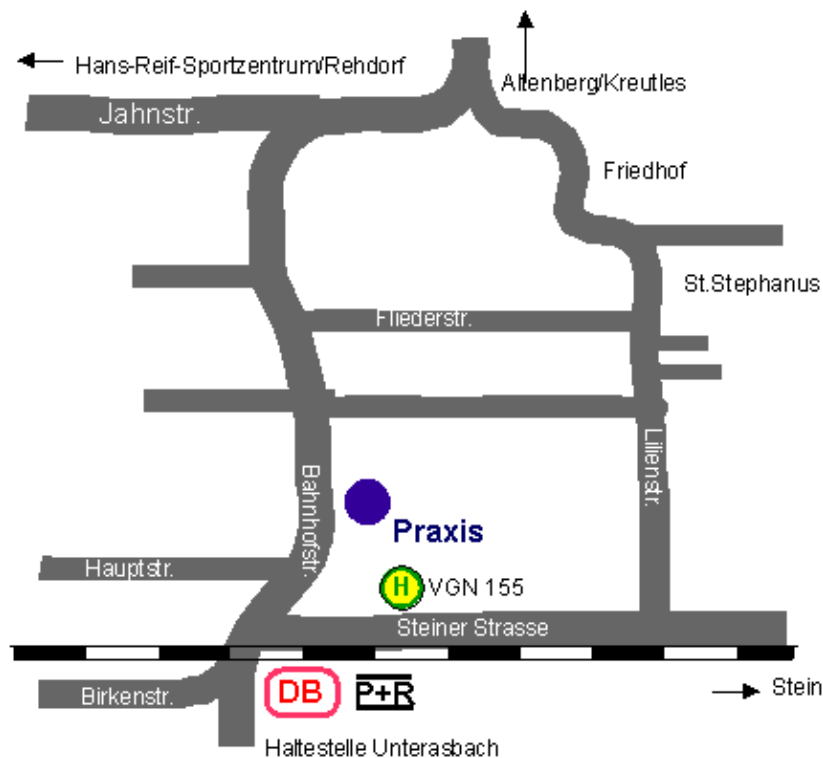 Hans-Reif-Sportzentrum/Rehdorf
Altenberg/Kreutles
Jahnstr.
Friedhof
St.Stephanus
Fliederstr.
Lilienstr.
Bahnhofstr.
Praxis
Hauptstr.
H VGN 155
Steiner Strasse
Birkenstr.
DB P+R
Stein
Haltestelle Unterasbach